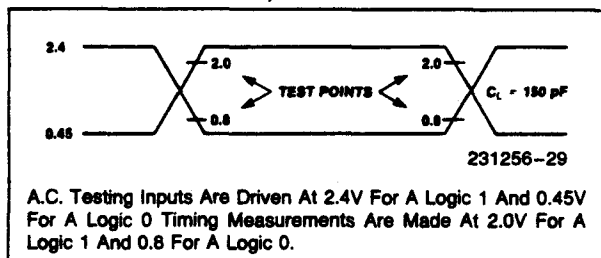 2.4
2.0
2.0
TEST POINTS
C_L = 150 pF
0.8
0.8
0.45
231256–29
A.C. Testing Inputs Are Driven At 2.4V For A Logic 1 And 0.45V
For A Logic 0 Timing Measurements Are Made At 2.0V For A
Logic 1 And 0.8 For A Logic 0.